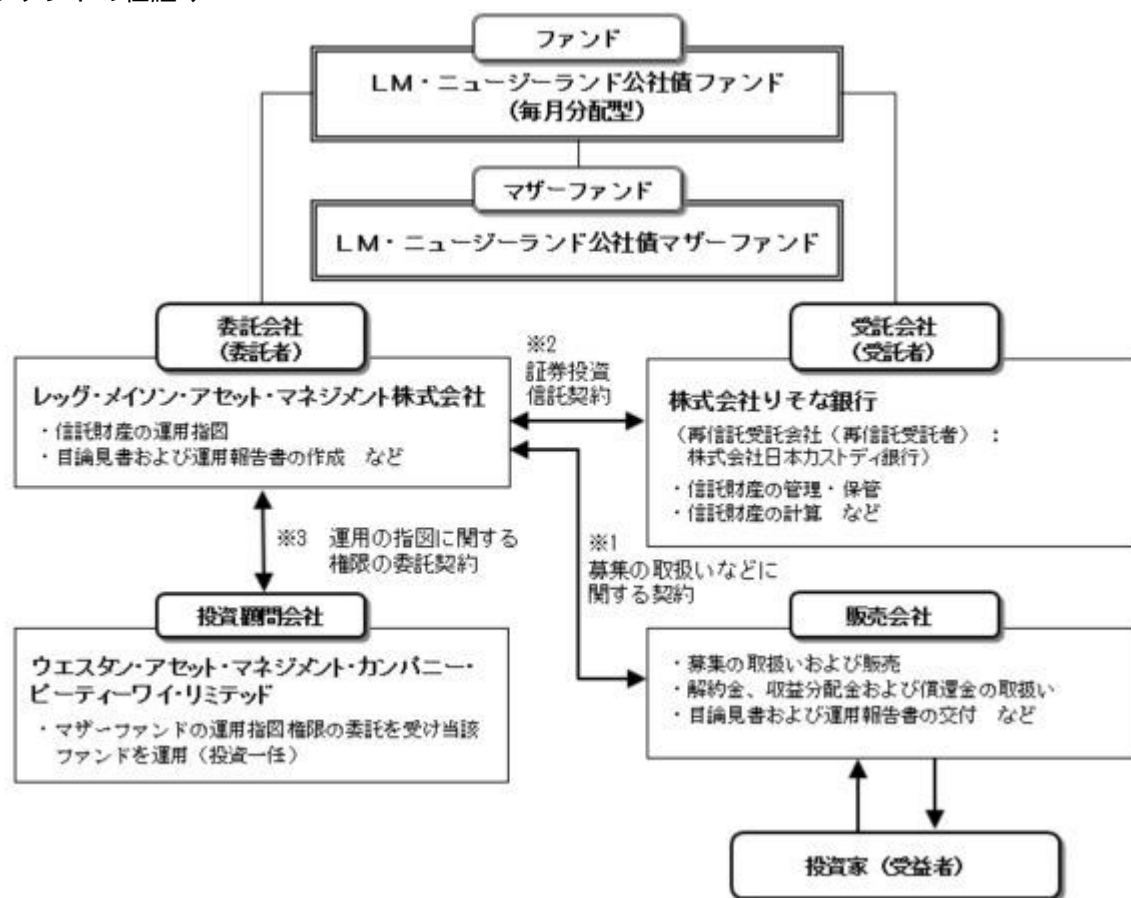 ファンド
LM・ニュージーランド公社債ファンド
(毎月分配型)
マザーファンド
LM・ニュージーランド公社債マザーファンド
委託会社
(委託者)
レッグ・メイソン・アセット・マネジメント株式会社
・信託財産の運用指図
・目論見書および運用報告書の作成 など
※2
証券投資
信託契約
受託会社
(受託者)
株式会社りそな銀行
(再信託受託会社(再信託受託者) :
株式会社日本カストディ銀行)
・信託財産の管理・保管
・信託財産の計算 など
※3 運用の指図に関する
権限の委託契約
※1
募集の取扱いなどに
関する契約
投資顧問会社
ウエスタン・アセット・マネジメント・カンパニー・
ピーティーワイ・リミテッド
・マザーファンドの運用指図権限の委託を受け当該
ファンドを運用(投資一任)
販売会社
・募集の取扱いおよび販売
・解約金、収益分配金および償還金の取扱い
・目論見書および運用報告書の交付 など
投資家(受益者)